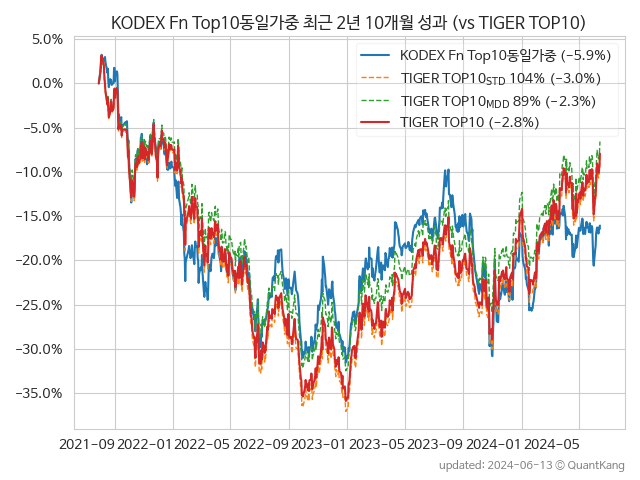 KODEX Fn Top10동일가중 최근 2년 10개월 성과 (vs TIGER TOP10)
5.0%
0.0%
−5.0%
−10.0%
−15.0%
−20.0%
−25.0%
−30.0%
−35.0%
KODEX Fn Top10동일가중 (−5.9%)
TIGER TOP10STD 104% (−3.0%)
TIGER TOP10MDD 89% (−2.3%)
TIGER TOP10 (−2.8%)
2021-09 2022-01 2022-05 2022-09 2023-01 2023-05 2023-09 2024-01 2024-05
updated: 2024-06-13 ⓒ QuantKang